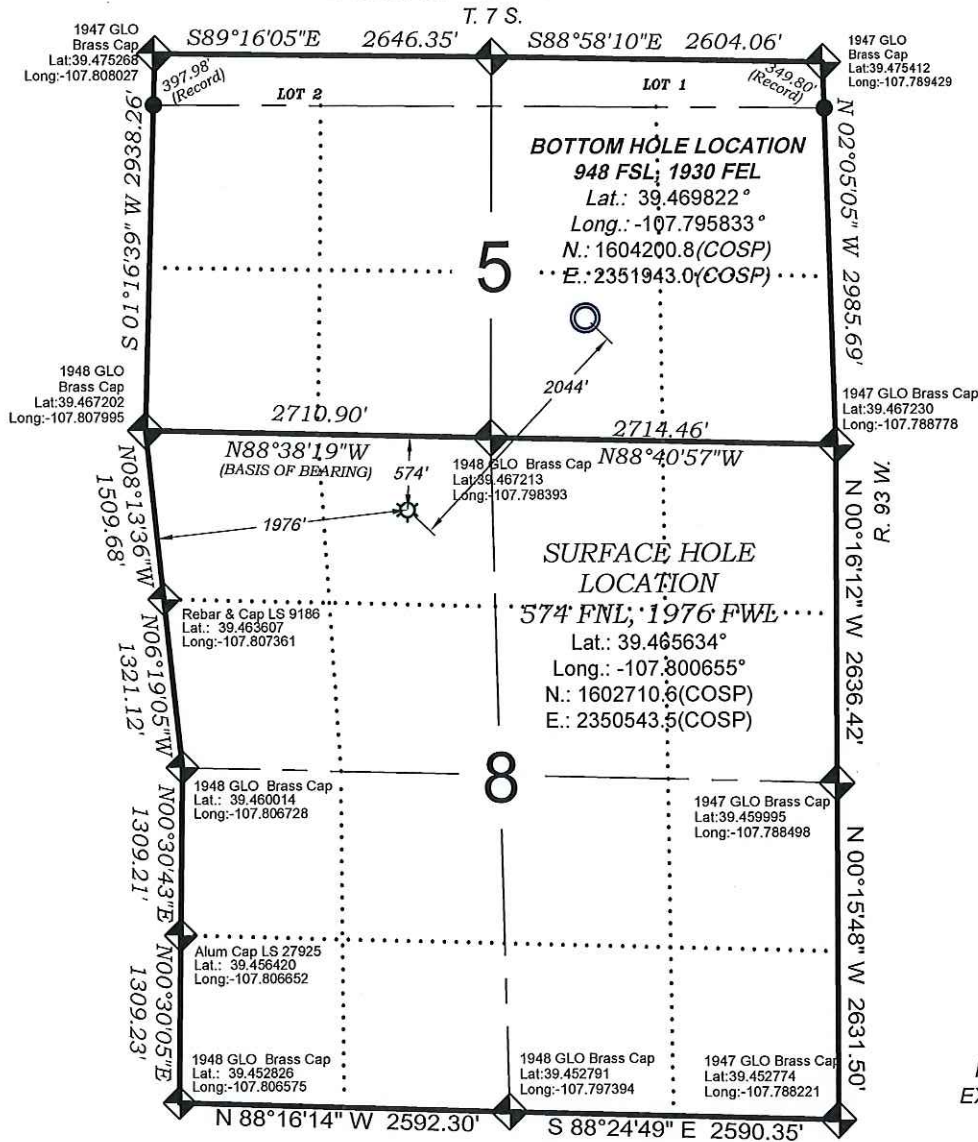 T. 7 S.
1947 GLO
Brass Cap
Lat:39.475268
Long:-107.808027
S89°16'05"E 2646.35'
S88°58'10"E 2604.06'
1947 GLO
Brass Cap
Lat:39.475412
Long:-107.789429
397.98'
(Record)
LOT 2
LOT 1
349.80'
(Record)
S 01°16'39" W 2938.26'
N 02°05'05" W 2985.69'
BOTTOM HOLE LOCATION
948 FSL, 1930 FEL
Lat.: 39.469822°
Long.: -107.795833°
N.: 1604200.8(COSP)
E.: 2351943.0(COSP)
5
2044'
1948 GLO
Brass Cap
Lat:39.467202
Long:-107.807995
2710.90'
N88°38'19"W
(BASIS OF BEARING)
574'
1948 GLO Brass Cap
Lat:39.467213
Long:-107.798393
2714.46'
N88°40'57"W
1947 GLO Brass Cap
Lat:39.467230
Long:-107.788778
R. 93 W.
N08°13'36"W
1509.68'
1976'
SURFACE HOLE
LOCATION
574 FNL, 1976 FWL
Lat.: 39.465634°
Long.: -107.800655°
N.: 1602710.6(COSP)
E.: 2350543.5(COSP)
N 00°16'12" W 2636.42'
Rebar & Cap LS 9186
Lat.: 39.463607
Long:-107.807361
N06°19'05"W
1321.12'
8
1948 GLO Brass Cap
Lat.: 39.460014
Long:-107.806728
1947 GLO Brass Cap
Lat:39.459995
Long:-107.788498
N00°30'43"E
1309.21'
N 00°15'48" W 2631.50'
Alum Cap LS 27925
Lat.: 39.456420
Long:-107.806652
N00°30'05"E
1309.23'
1948 GLO Brass Cap
Lat.: 39.452826
Long:-107.806575
1948 GLO Brass Cap
Lat:39.452791
Long:-107.797394
1947 GLO Brass Cap
Lat:39.452774
Long:-107.788221
N 88°16'14" W 2592.30'
S 88°24'49" E 2590.35'